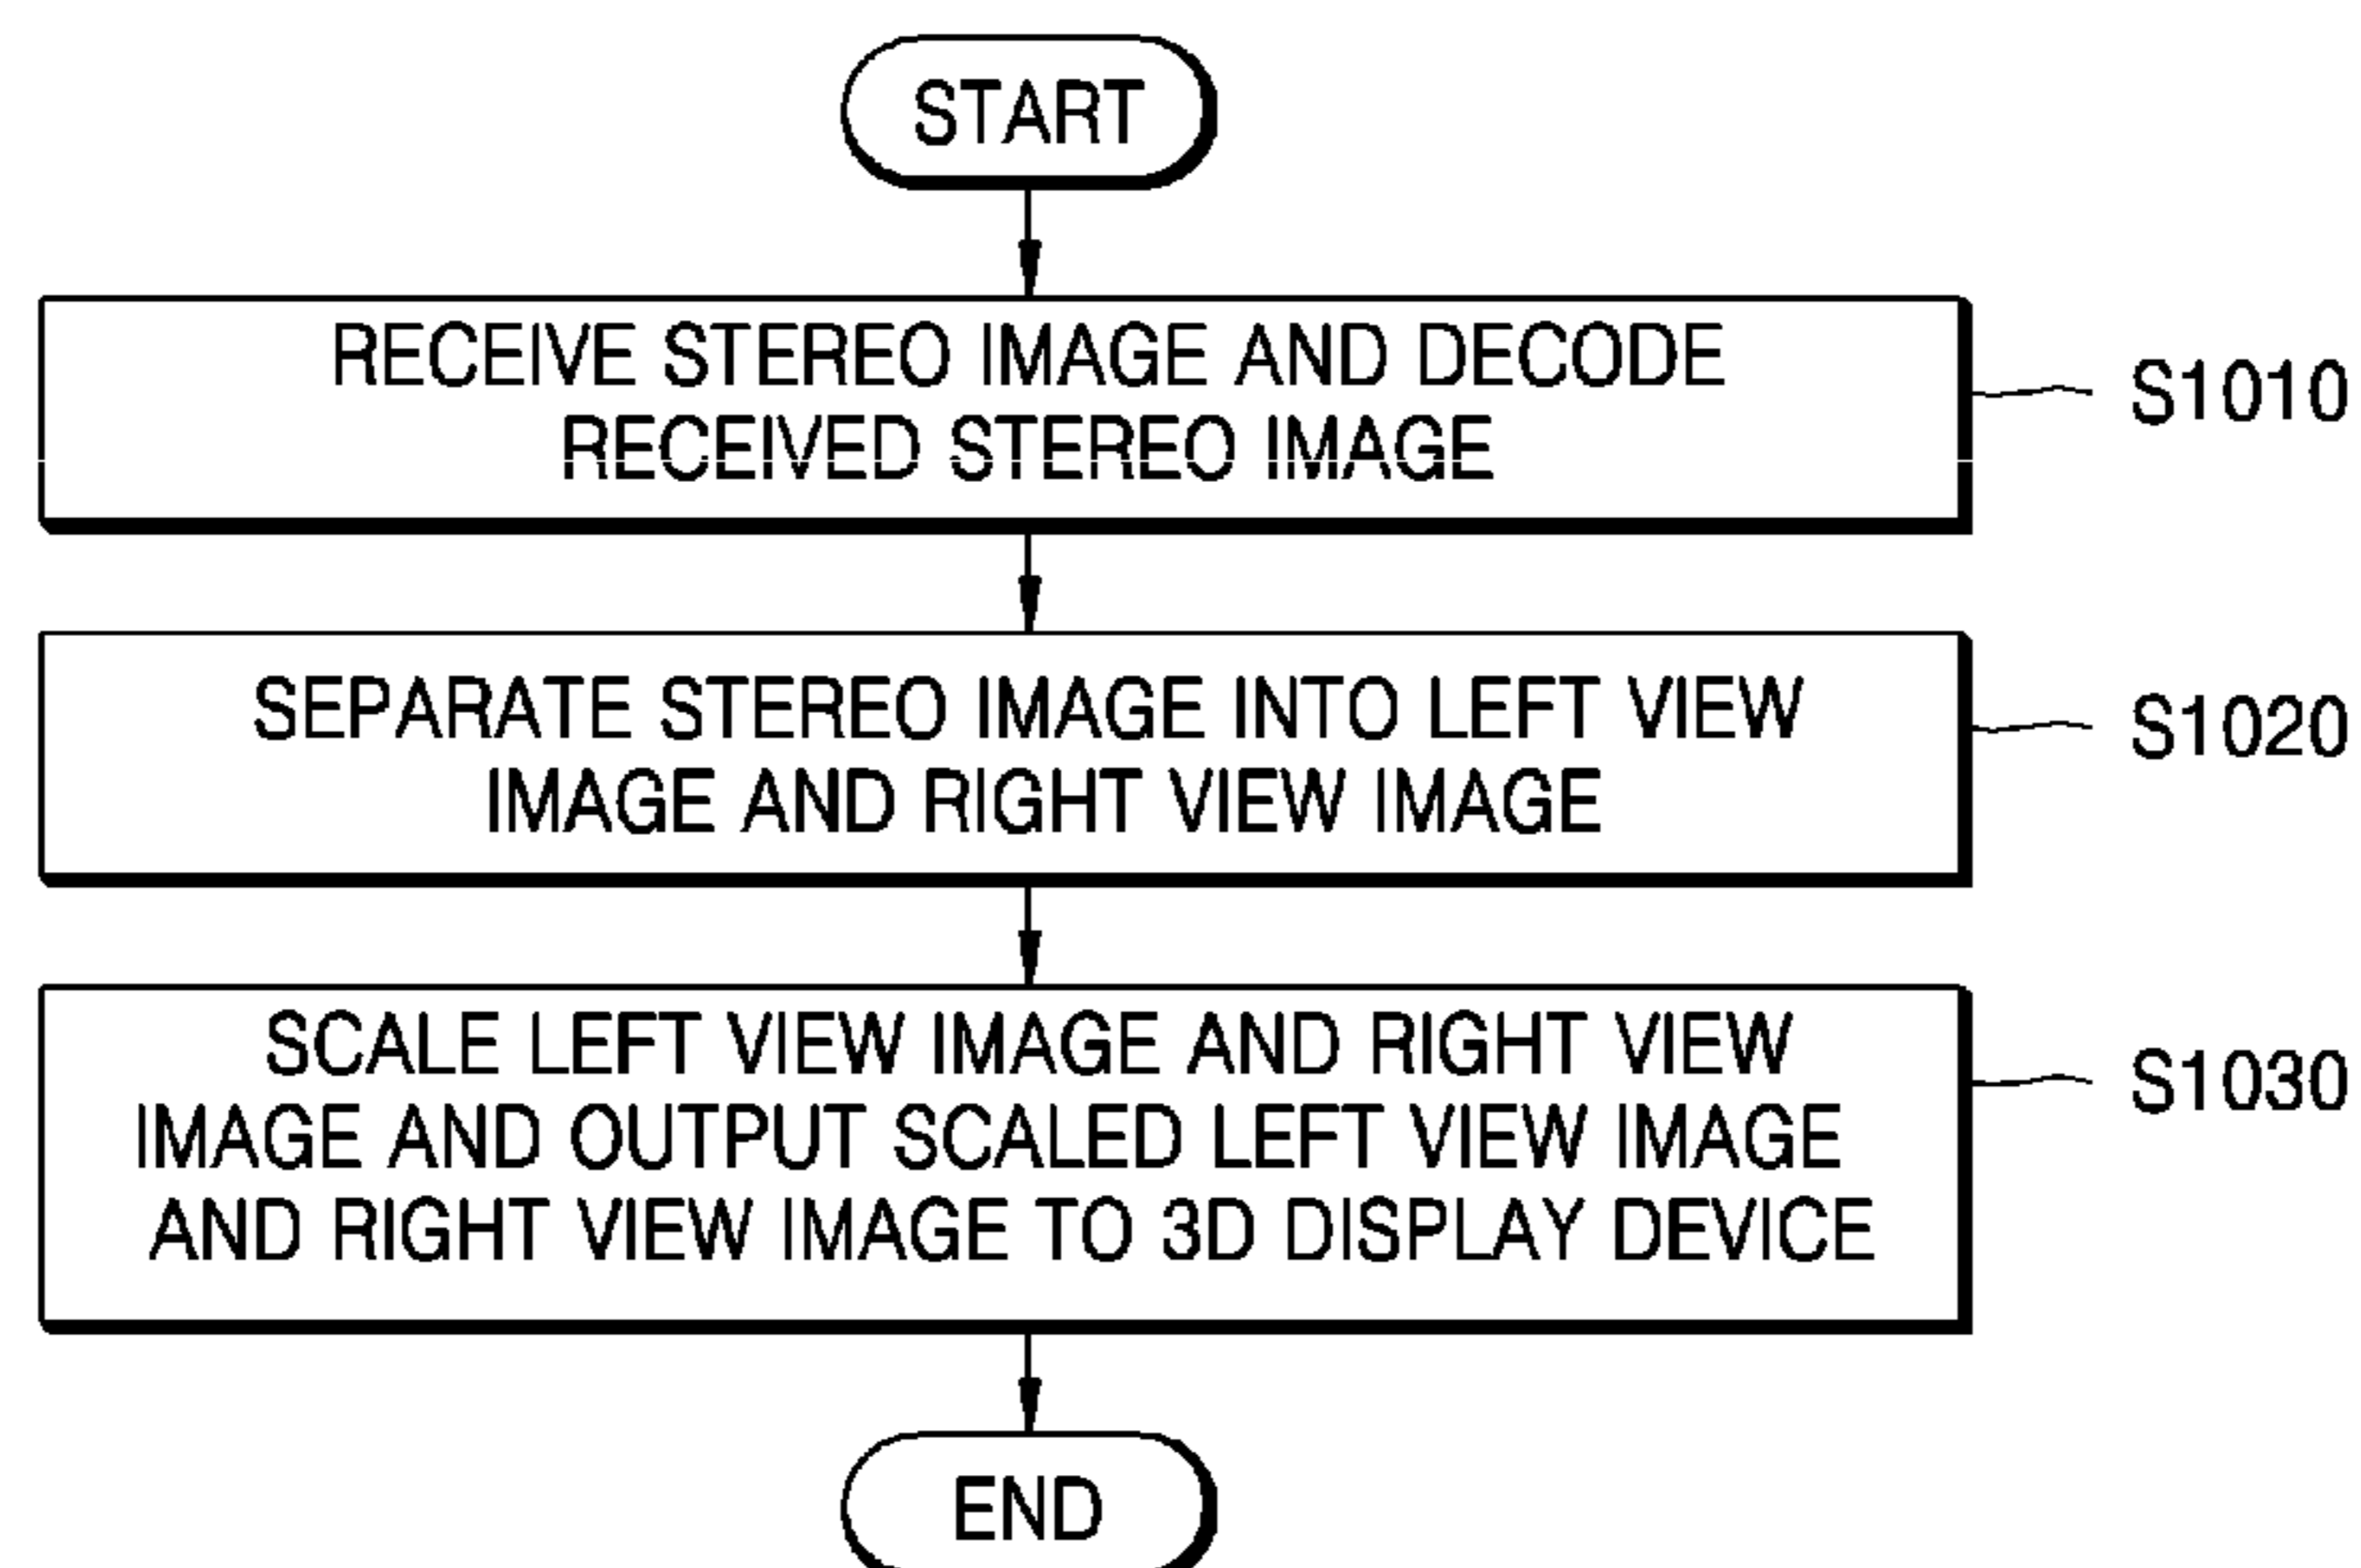 START
RECEIVE STEREO IMAGE AND DECODE
RECEIVED STEREO IMAGE
S1010
SEPARATE STEREO IMAGE INTO LEFT VIEW
IMAGE AND RIGHT VIEW IMAGE
S1020
SCALE LEFT VIEW IMAGE AND RIGHT VIEW
IMAGE AND OUTPUT SCALED LEFT VIEW IMAGE
AND RIGHT VIEW IMAGE TO 3D DISPLAY DEVICE
S1030
END